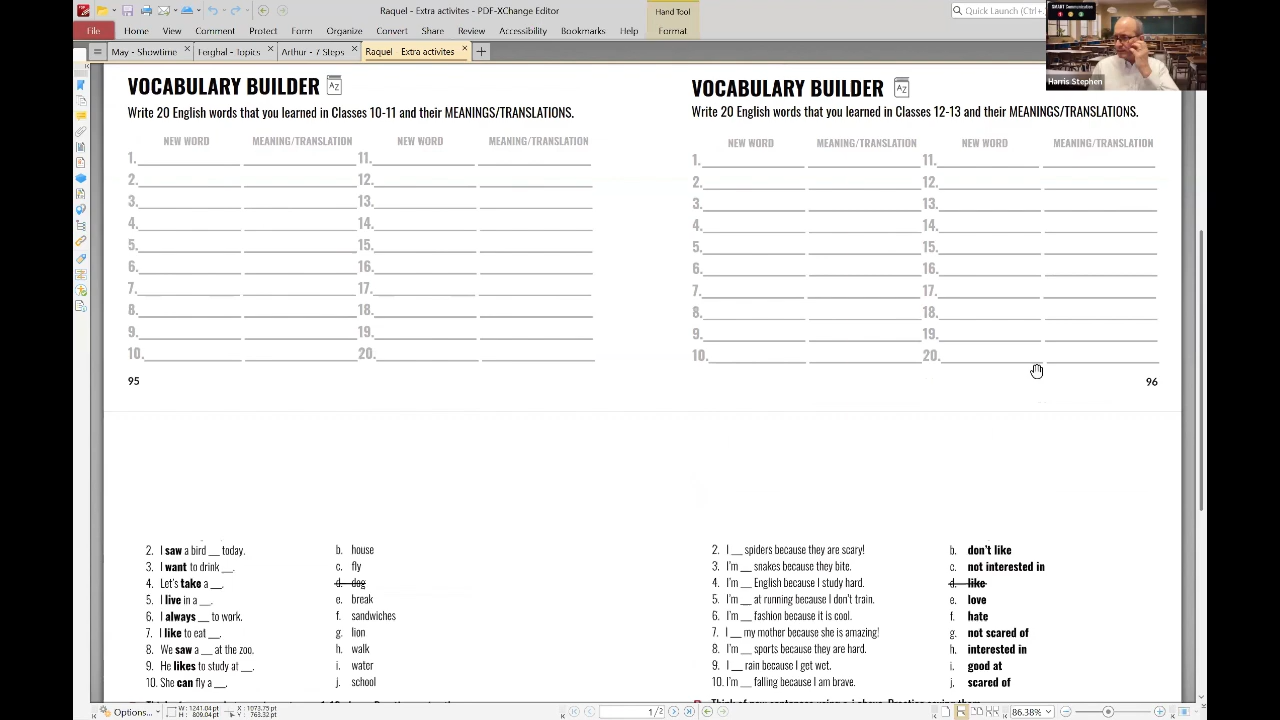 Raquel - Extra activites - PDF-XCh
Hand Tool
Quick Launch (Ctrl+.
File
Home
View
Comment
Protect
Form
Organize
Convert
Review
Accessibility
Bookmarks
Help
Format
May - Showtime
Arthur - Consu
Raquel _ Extra activites
SMART Communication
1
2
3
Harris Stephen
VOCABULARY BUILDER
AZ
Write 20 English words that you learned in Classes 10-11 and their MEANINGS/TRANSLATIONS.
NEW WORD MEANING/TRANSLATION NEW WORD MEANING/TRANSLATION
1. 11.
2. 12.
3. 13.
4. 14.
5. 15.
6. 16.
7. 17.
8. 18.
9. 19.
10. 20.
95
VOCABULARY BUILDER
AZ
Write 20 English words that you learned in Classes 12-13 and their MEANINGS/TRANSLATIONS.
NEW WORD MEANING/TRANSLATION NEW WORD MEANING/TRANSLATION
1. 11.
2. 12.
3. 13.
4. 14.
5. 15.
6. 16.
7. 17.
8. 18.
9. 19.
10. 20.
96
2. I saw a bird __ today. b. house
3. I want to drink __. c. fly
4. Let's take a __. d. dog
5. I live in a __. e. break
6. I always __ to work. f. sandwiches
7. I like to eat __. g. lion
8. We saw a __ at the zoo. h. walk
9. He likes to study at __. i. water
10. She can fly a __. j. school
2. I __ spiders because they are scary! b. don't like
3. I'm __ snakes because they bite. c. not interested in
4. I'm __ English because I study hard. d. like
5. I'm __ at running because I don't train. e. love
6. I'm __ fashion because it is cool. f. hate
7. I __ my mother because she is amazing! g. not scared of
8. I'm __ sports because they are hard. h. interested in
9. I __ rain because I get wet. i. good at
10. I'm __ falling because I am brave. j. scared of
Options...
1 / 2
86.38%